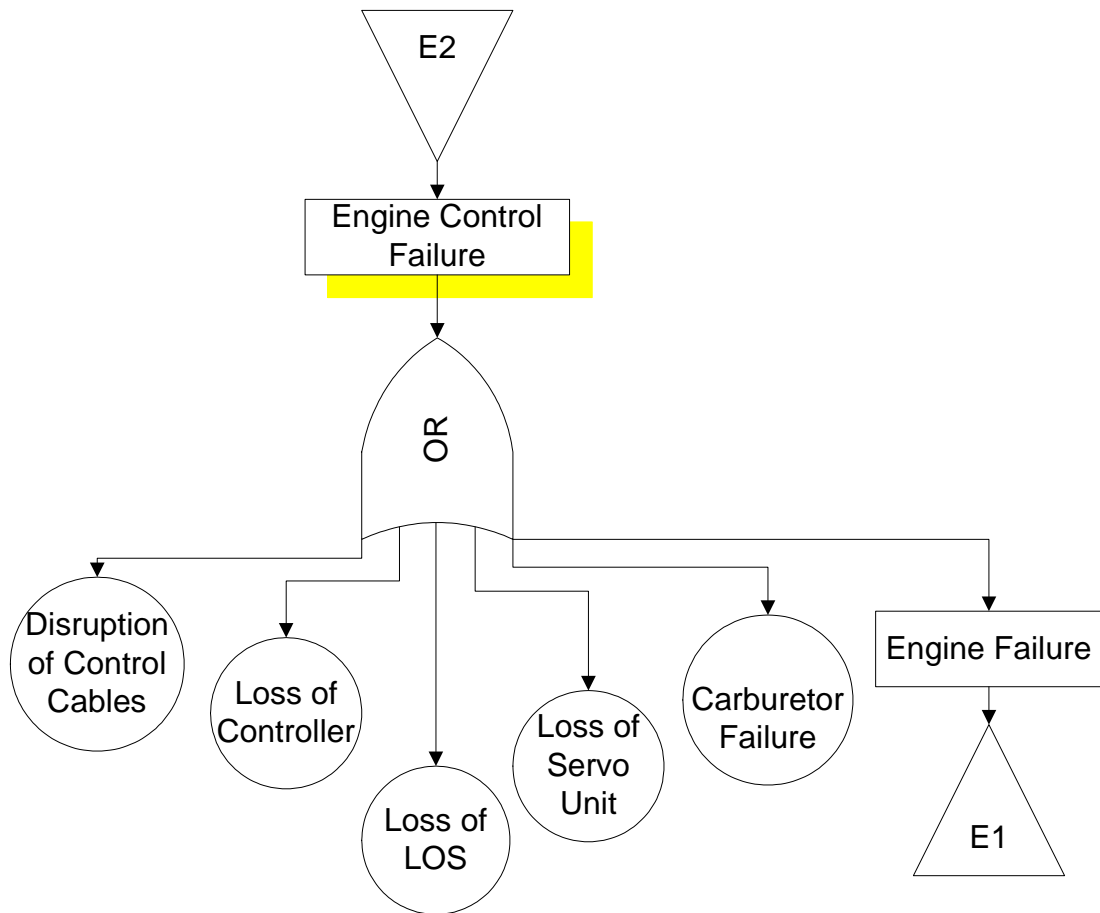 E2
Engine Control
Failure
OR
Disruption
of Control
Cables
Loss of
Controller
Loss of
LOS
Loss of
Servo
Unit
Carburetor
Failure
Engine Failure
E1